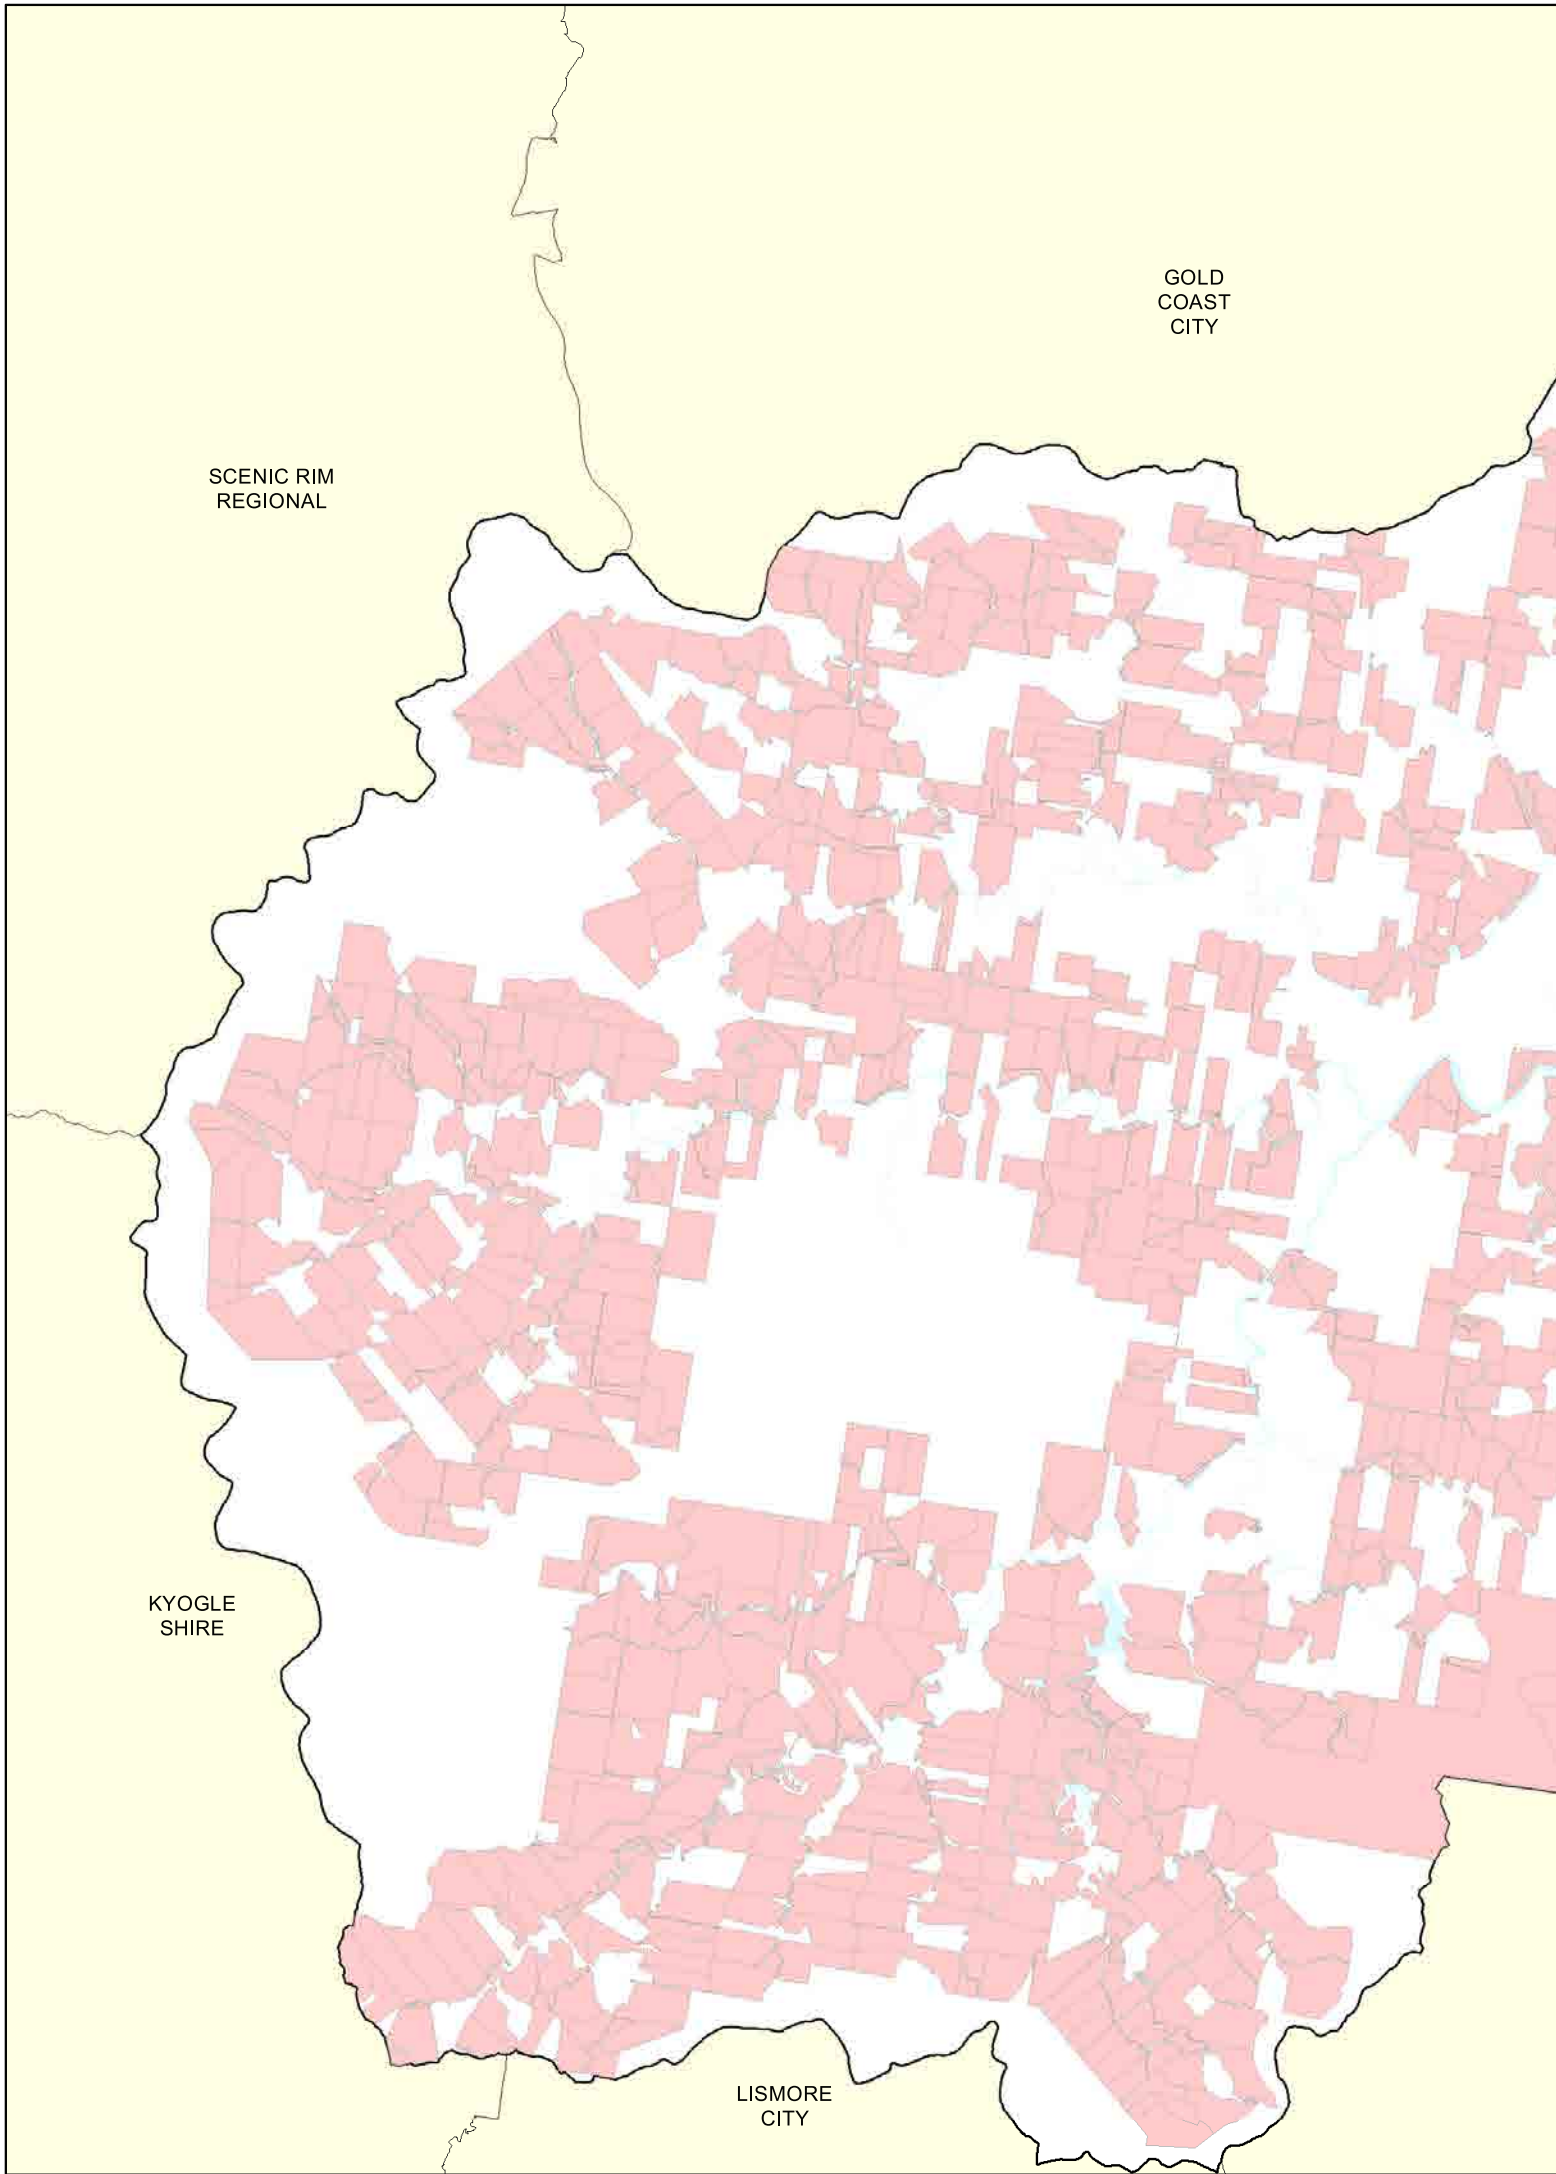 GOLD
COAST
CITY
SCENIC RIM
REGIONAL
KYOGLE
SHIRE
LISMORE
CITY